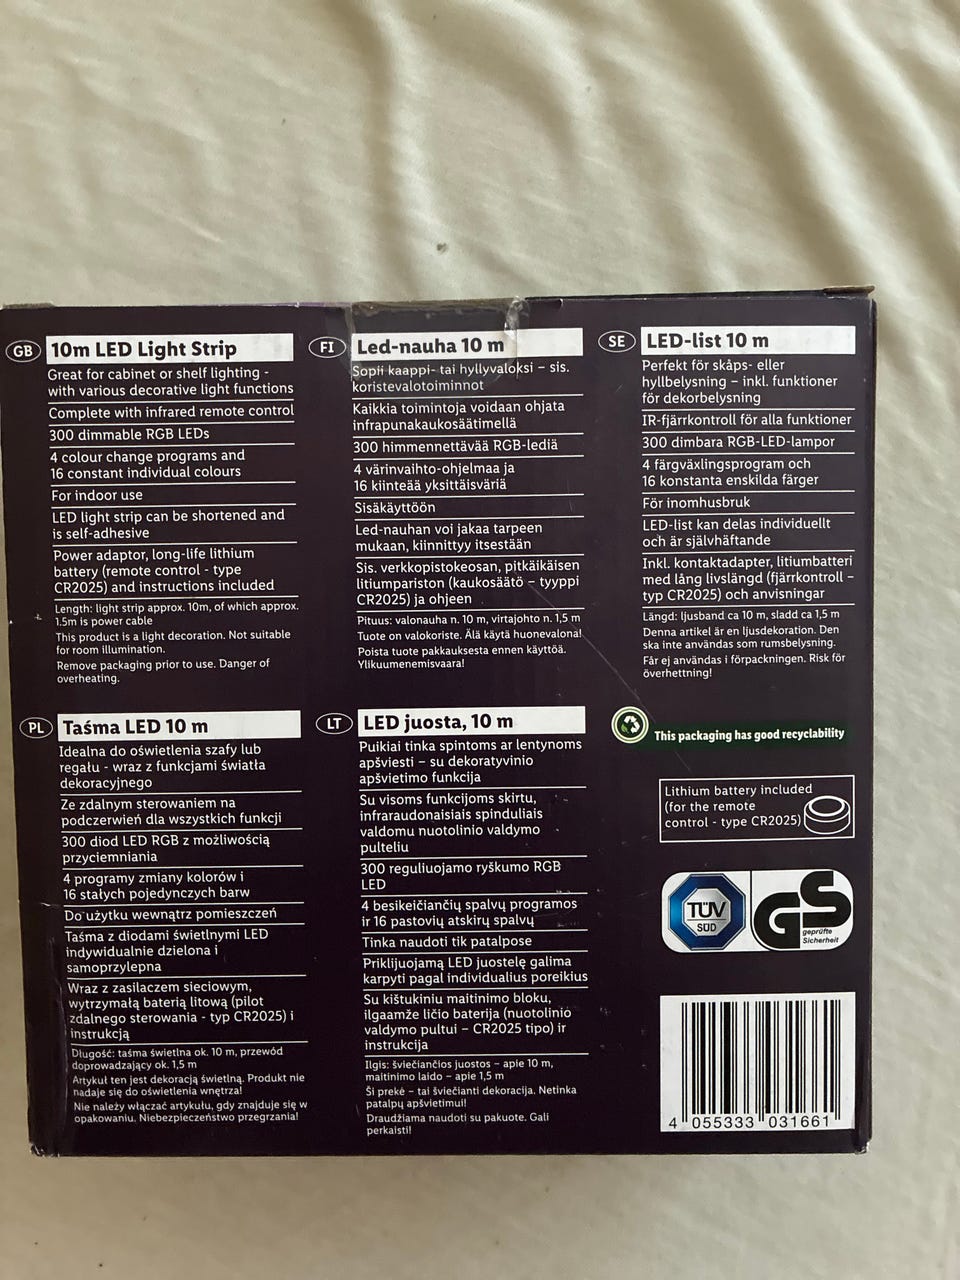 GB 10m LED Light Strip
Great for cabinet or shelf lighting -
with various decorative light functions
Complete with infrared remote control
300 dimmable RGB LEDs
4 colour change programs and
16 constant individual colours
For indoor use
LED light strip can be shortened and
is self-adhesive
Power adaptor, long-life lithium
battery (remote control - type
CR2025) and instructions included
Length: light strip approx. 10m, of which approx.
1.5m is power cable
This product is a light decoration. Not suitable
for room illumination.
Remove packaging prior to use. Danger of
overheating.
FI Led-nauha 10 m
Sopii kaappi- tai hyllyvaloksi – sis.
koristevalotoiminnot
Kaikkia toimintoja voidaan ohjata
infrapunakaukosäätimellä
300 himmennettävää RGB-lediä
4 värinvaihto-ohjelmaa ja
16 kiinteää yksittäisväriä
Sisäkäyttöön
Led-nauhan voi jakaa tarpeen
mukaan, kiinnittyy itsestään
Sis. verkkopistokeosan, pitkäikäisen
litiumpariston (kaukosäätö – tyyppi
CR2025) ja ohjeen
Pituus: valonauha n. 10 m, virtajohto n. 1,5 m
Tuote on valokoriste. Älä käytä huonevalona!
Poista tuote pakkauksesta ennen käyttöä.
Ylikuumenemisvaara!
SE LED-list 10 m
Perfekt för skåps- eller
hyllbelysning – inkl. funktioner
för dekorbelysning
IR-fjärrkontroll för alla funktioner
300 dimbara RGB-LED-lampor
4 färgväxlingsprogram och
16 konstanta enskilda färger
För inomhusbruk
LED-list kan delas individuellt
och är självhäftande
Inkl. kontaktadapter, litiumbatteri
med lång livslängd (fjärrkontroll –
typ CR2025) och anvisningar
Längd: ljusband ca 10 m, sladd ca 1,5 m
Denna artikel är en ljusdekoration. Den
ska inte användas som rumsbelysning.
Får ej användas i förpackningen. Risk för
överhettning!
PL Taśma LED 10 m
Idealna do oświetlenia szafy lub
regału - wraz z funkcjami światła
dekoracyjnego
Ze zdalnym sterowaniem na
podczerwień dla wszystkich funkcji
300 diod LED RGB z możliwością
przyciemniania
4 programy zmiany kolorów i
16 stałych pojedynczych barw
Do użytku wewnątrz pomieszczeń
Taśma z diodami świetlnymi LED
indywidualnie dzielona i
samoprzylepna
Wraz z zasilaczem sieciowym,
wytrzymałą baterią litową (pilot
zdalnego sterowania - typ CR2025) i
instrukcją
Długość: taśma świetlna ok. 10 m, przewód
doprowadzający ok. 1,5 m
Artykuł ten jest dekoracją świetlną. Produkt nie
nadaje się do oświetlenia wnętrza!
Nie należy włączać artykułu, gdy znajduje się w
opakowaniu. Niebezpieczeństwo przegrzania!
LT LED juosta, 10 m
Puikiai tinka spintoms ar lentynoms
apšviesti – su dekoratyvinio
apšvietimo funkcija
Su visoms funkcijoms skirtu,
infraraudonaisiais spinduliais
valdomu nuotolinio valdymo
pulteliu
300 reguliuojamo ryškumo RGB
LED
4 besikeičiančių spalvų programos
ir 16 pastovių atskirų spalvų
Tinka naudoti tik patalpose
Priklijuojamą LED juostelę galima
karpyti pagal individualius poreikius
Su kištukiniu maitinimo bloku,
ilgaamže ličio baterija (nuotolinio
valdymo pultui – CR2025 tipo) ir
instrukcija
Ilgis: šviečiančios juostos – apie 10 m,
maitinimo laido – apie 1,5 m
Ši prekė – tai šviečianti dekoracija. Netinka
patalpų apšvietimui!
Draudžiama naudoti su pakuote. Gali
perkaisti!
This packaging has good recyclability
Lithium battery included
(for the remote
control - type CR2025)
TÜV
SÜD
GS
geprüfte
Sicherheit
4 055333 031661